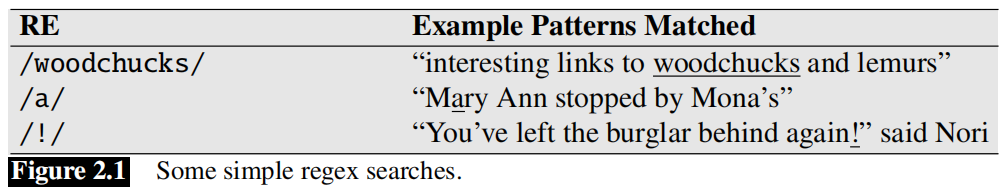 RE Example Patterns Matched
/woodchucks/ “interesting links to woodchucks and lemurs”
/a/ “Mary Ann stopped by Mona’s”
/!/ “You’ve left the burglar behind again!” said Nori
Figure 2.1 Some simple regex searches.